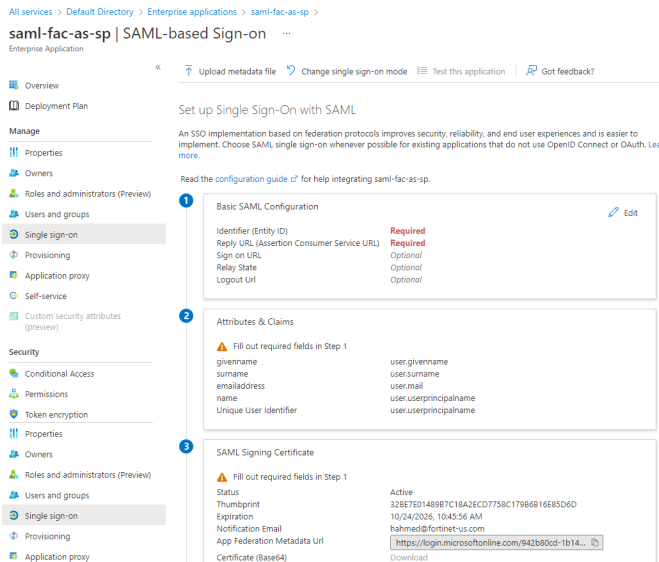 All services > Default Directory > Enterprise applications > saml-fac-as-sp >
saml-fac-as-sp | SAML-based Sign-on ...
Enterprise Application
«
Overview
Deployment Plan
Manage
Properties
Owners
Roles and administrators (Preview)
Users and groups
Single sign-on
Provisioning
Application proxy
Self-service
Custom security attributes
(preview)
Security
Conditional Access
Permissions
Token encryption
Properties
Owners
Roles and administrators (Preview)
Users and groups
Single sign-on
Provisioning
Application proxy
Upload metadata file Change single sign-on mode Test this application Got feedback?
Set up Single Sign-On with SAML
An SSO implementation based on federation protocols improves security, reliability, and end user experiences and is easier to
implement. Choose SAML single sign-on whenever possible for existing applications that do not use OpenID Connect or OAuth. Lea
more.
Read the configuration guide for help integrating saml-fac-as-sp.
1
Basic SAML Configuration
Edit
Identifier (Entity ID) Required
Reply URL (Assertion Consumer Service URL) Required
Sign on URL Optional
Relay State Optional
Logout Url Optional
2
Attributes & Claims
Fill out required fields in Step 1
givenname user.givenname
surname user.surname
emailaddress user.mail
name user.userprincipalname
Unique User Identifier user.userprincipalname
3
SAML Signing Certificate
Fill out required fields in Step 1
Status Active
Thumbprint 32BE7E01489B7C18A2ECD7758C179B6B16E85D6D
Expiration 10/24/2026, 10:45:56 AM
Notification Email hahmed@fortinet-us.com
App Federation Metadata Url https://login.microsoftonline.com/942b80cd-1b14...
Certificate (Base64) Download